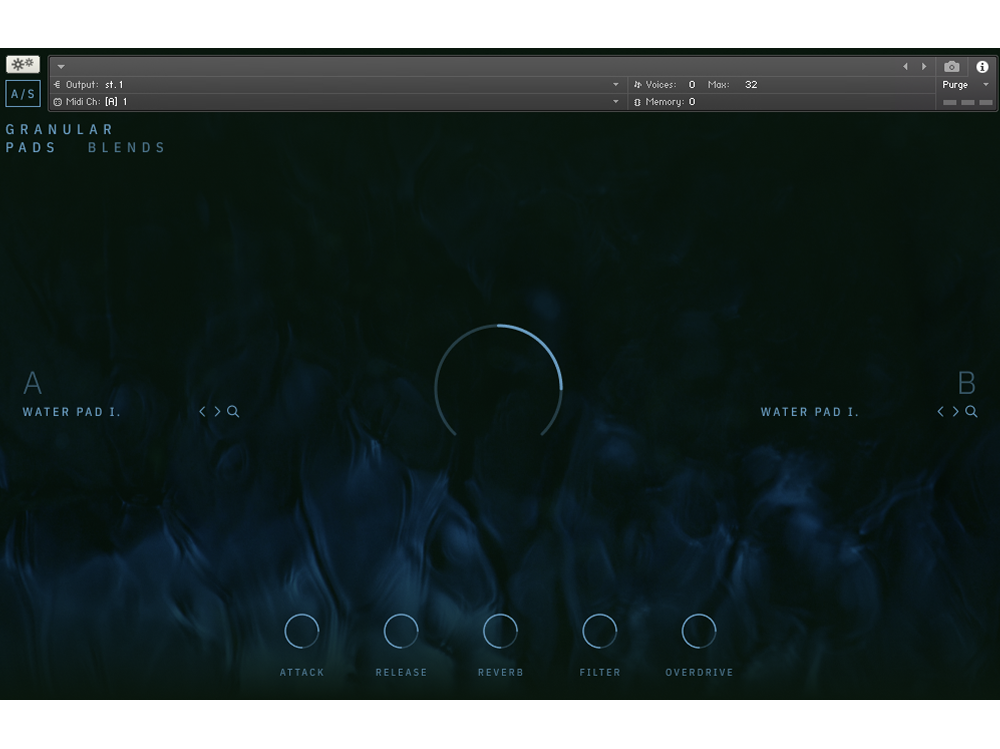 Output: st.1
Voices: 0 Max: 32
Purge
A/S
Midi Ch: [A] 1
Memory: 0
GRANULAR
PADS BLENDS
A
B
WATER PAD I.
WATER PAD I.
ATTACK RELEASE REVERB FILTER OVERDRIVE